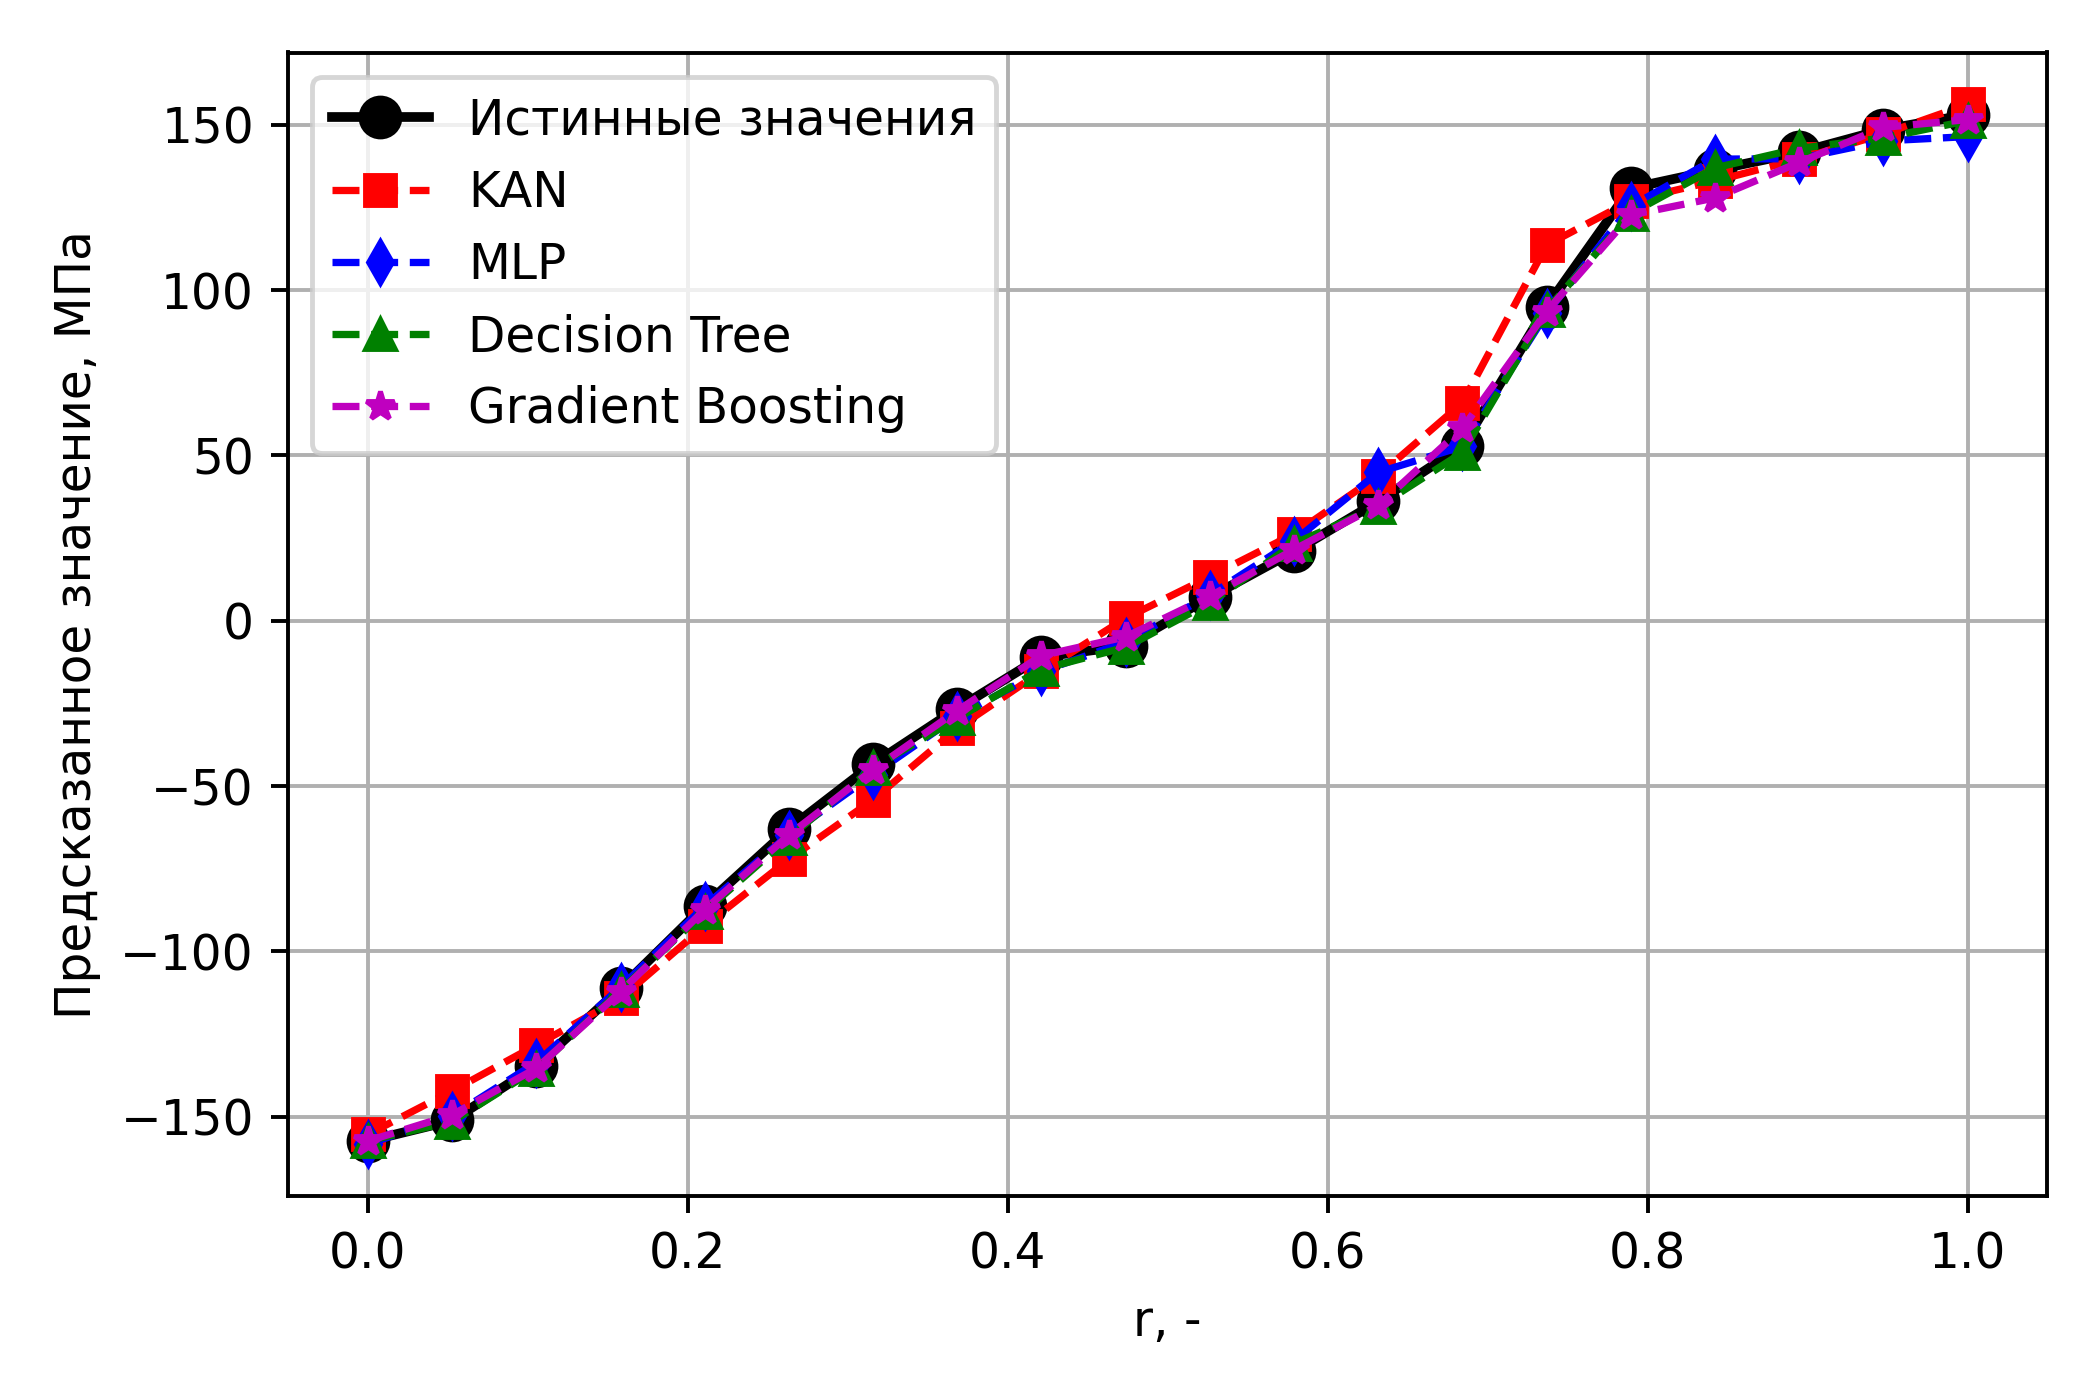 Истинные значения
KAN
MLP
Decision Tree
Gradient Boosting
Предсказанное значение, МПа
150
100
50
0
−50
−100
−150
0.0 0.2 0.4 0.6 0.8 1.0
r, -